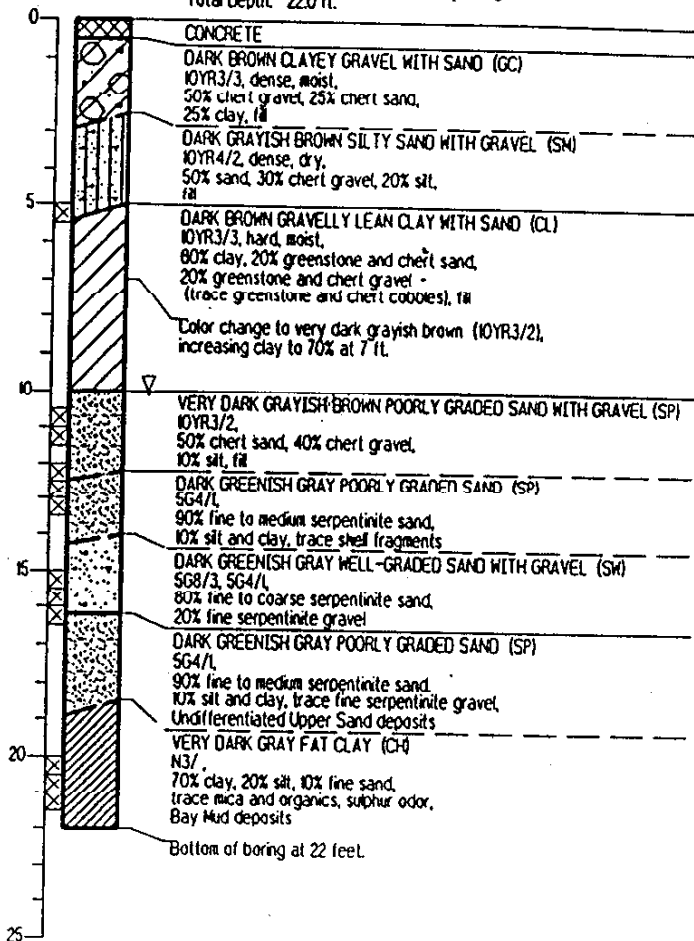 Total Depth: 22.0 ft.
0
CONCRETE
DARK BROWN CLAYEY GRAVEL WITH SAND (GC)
10YR3/3, dense, moist,
50% chert gravel, 25% chert sand,
25% clay, fill
DARK GRAYISH BROWN SILTY SAND WITH GRAVEL (SM)
10YR4/2, dense, dry,
50% sand, 30% chert gravel, 20% silt,
fill
5
DARK BROWN GRAVELLY LEAN CLAY WITH SAND (CL)
10YR3/3, hard, moist,
60% clay, 20% greenstone and chert sand,
20% greenstone and chert gravel -
(trace greenstone and chert cobbles), fill
Color change to very dark grayish brown (10YR3/2),
increasing clay to 70% at 7 ft.
10
VERY DARK GRAYISH BROWN POORLY GRADED SAND WITH GRAVEL (SP)
10YR3/2,
50% chert sand, 40% chert gravel,
10% silt, fill
DARK GREENISH GRAY POORLY GRADED SAND (SP)
5G4/1,
90% fine to medium serpentinite sand,
10% silt and clay, trace shell fragments
DARK GREENISH GRAY WELL-GRADED SAND WITH GRAVEL (SW)
15
5G8/3, 5G4/1,
80% fine to coarse serpentinite sand,
20% fine serpentinite gravel
DARK GREENISH GRAY POORLY GRADED SAND (SP)
5G4/1,
90% fine to medium serpentinite sand.
10% silt and clay, trace fine serpentinite gravel,
Undifferentiated Upper Sand deposits
VERY DARK GRAY FAT CLAY (CH)
20
N3/ ,
70% clay, 20% silt, 10% fine sand,
trace mica and organics, sulphur odor,
Bay Mud deposits
Bottom of boring at 22 feet.
25